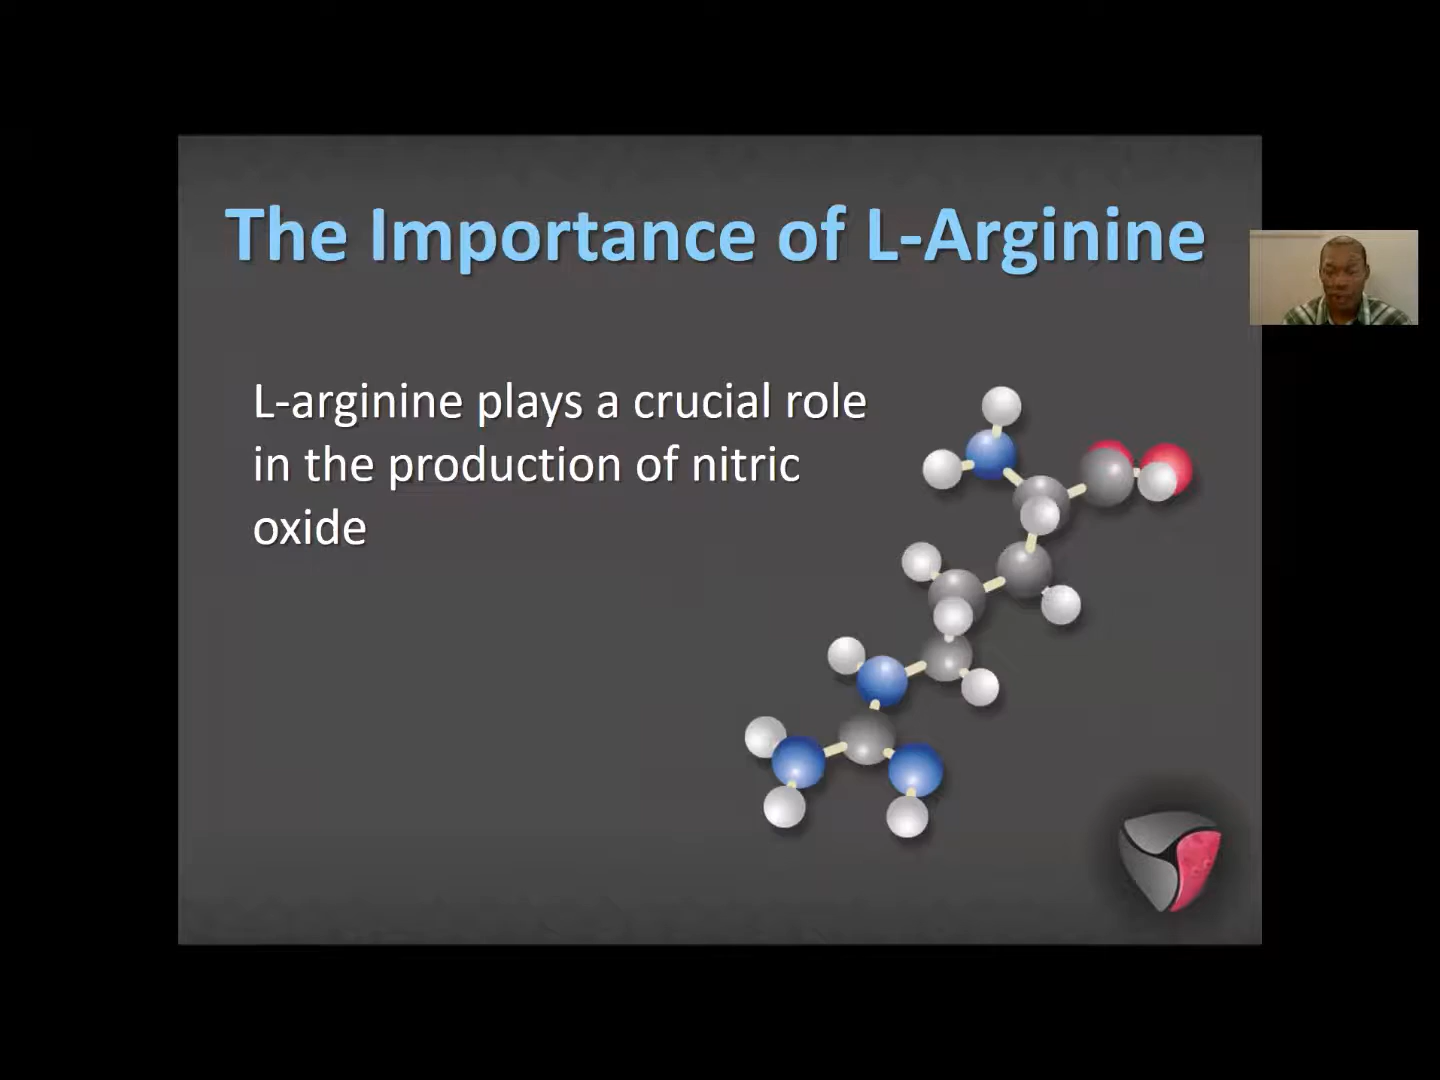 The Importance of L-Arginine
L-arginine plays a crucial role
in the production of nitric
oxide